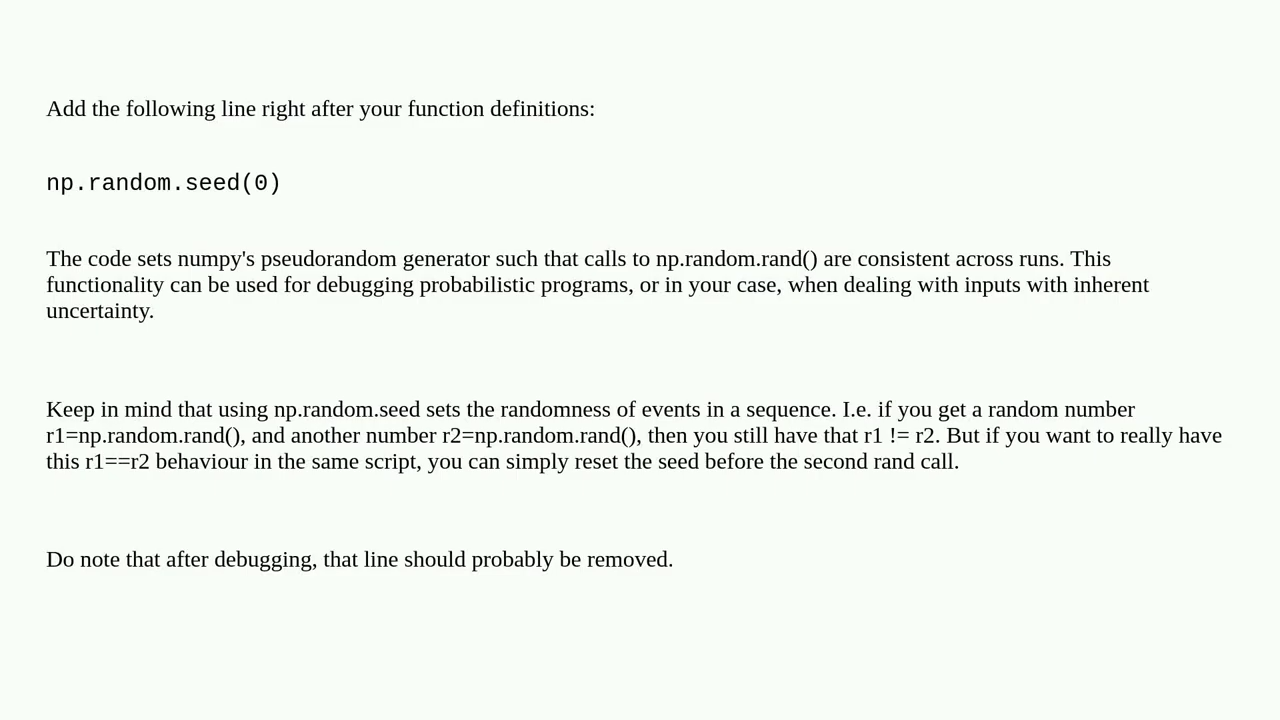 Add the following line right after your function definitions:
np.random.seed(0)
The code sets numpy's pseudorandom generator such that calls to np.random.rand() are consistent across runs. This
functionality can be used for debugging probabilistic programs, or in your case, when dealing with inputs with inherent
uncertainty.
Keep in mind that using np.random.seed sets the randomness of events in a sequence. I.e. if you get a random number
r1=np.random.rand(), and another number r2=np.random.rand(), then you still have that r1 != r2. But if you want to really have
this r1==r2 behaviour in the same script, you can simply reset the seed before the second rand call.
Do note that after debugging, that line should probably be removed.